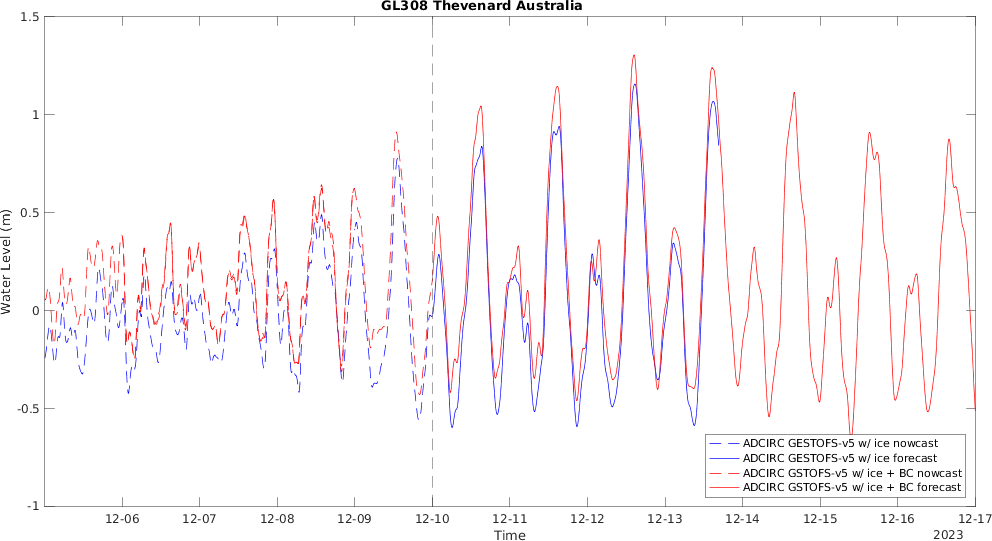 GL308 Thevenard Australia
1.5
1
0.5
0
-0.5
-1
Water Level (m)
ADCIRC GESTOFS-v5 w/ ice nowcast
ADCIRC GESTOFS-v5 w/ ice forecast
ADCIRC GSTOFS-v5 w/ ice + BC nowcast
ADCIRC GSTOFS-v5 w/ ice + BC forecast
12-06 12-07 12-08 12-09 12-10 12-11 12-12 12-13 12-14 12-15 12-16 12-17
Time
2023